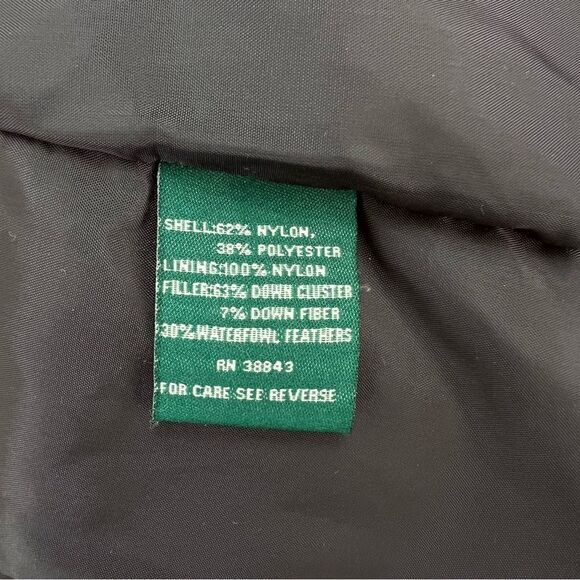 SHELL:62% NYLON,
38% POLYESTER
LINING:100% NYLON
FILLER:63% DOWN CLUSTER
7% DOWN FIBER
30% WATERFOWL FEATHERS
RN 38843
FOR CARE SEE REVERSE